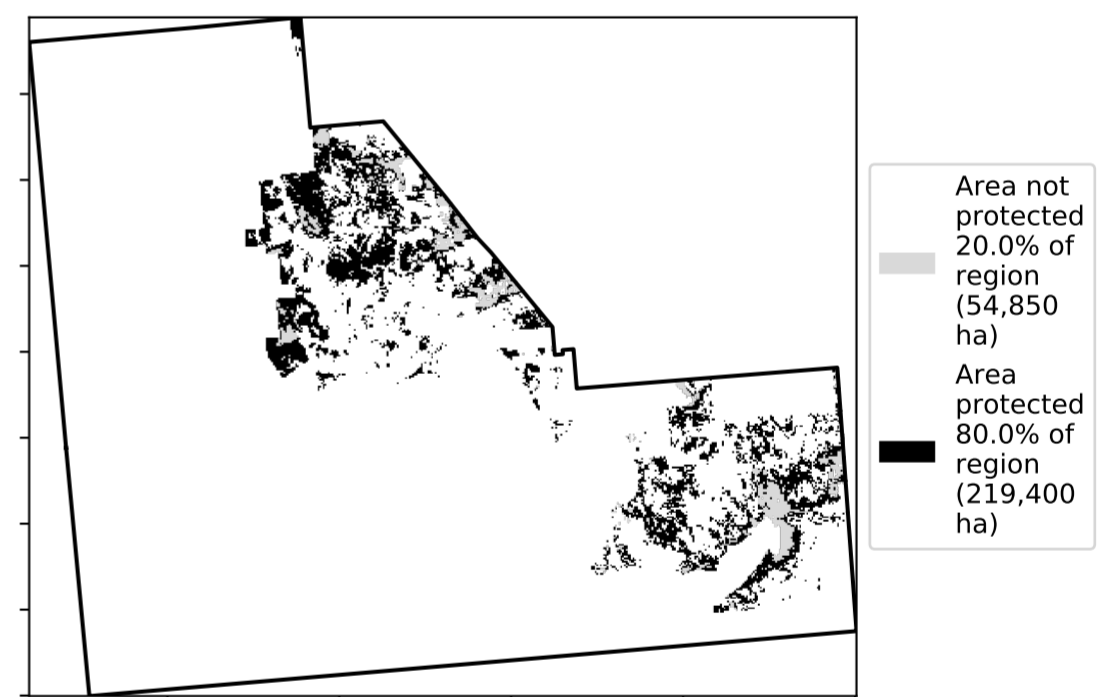 Area not
protected
20.0% of
region
(54,850
ha)
Area
protected
80.0% of
region
(219,400
ha)